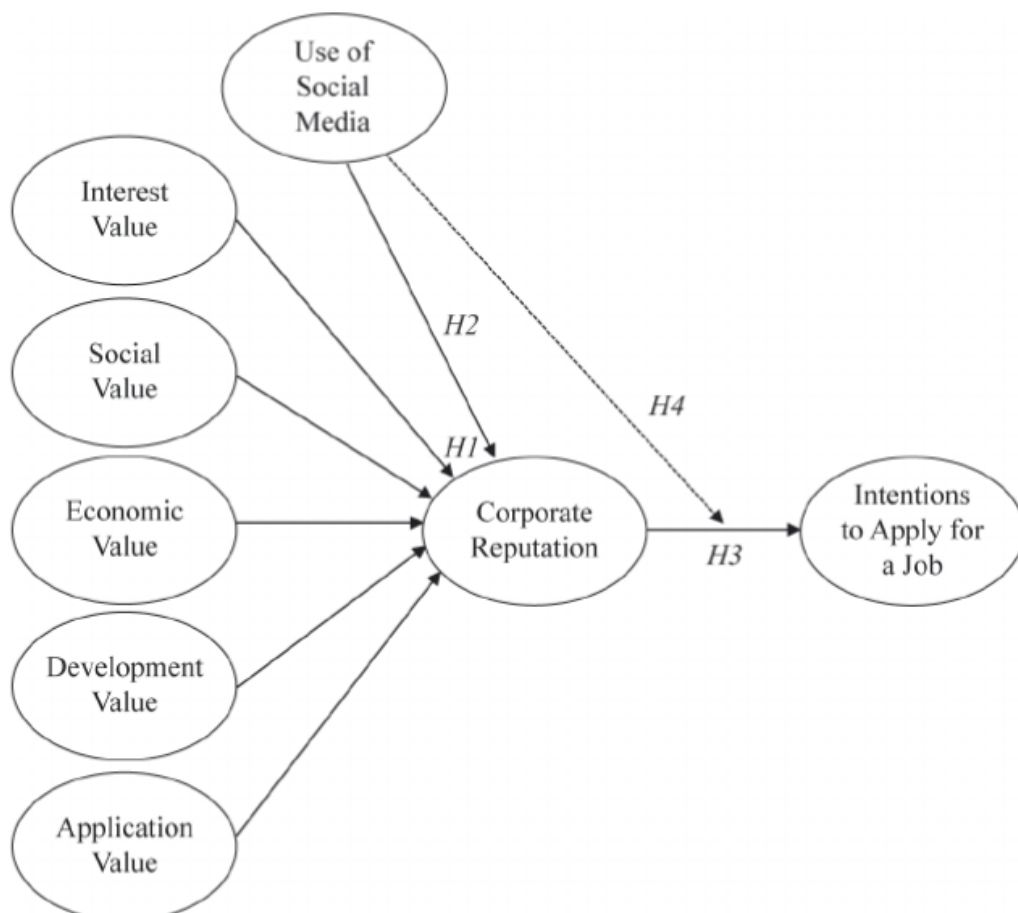 Use of
Social
Media
Interest
Value
Social
Value
H2
H4
H1
Economic
Value
Corporate
Reputation
Intentions
to Apply for
a Job
H3
Development
Value
Application
Value